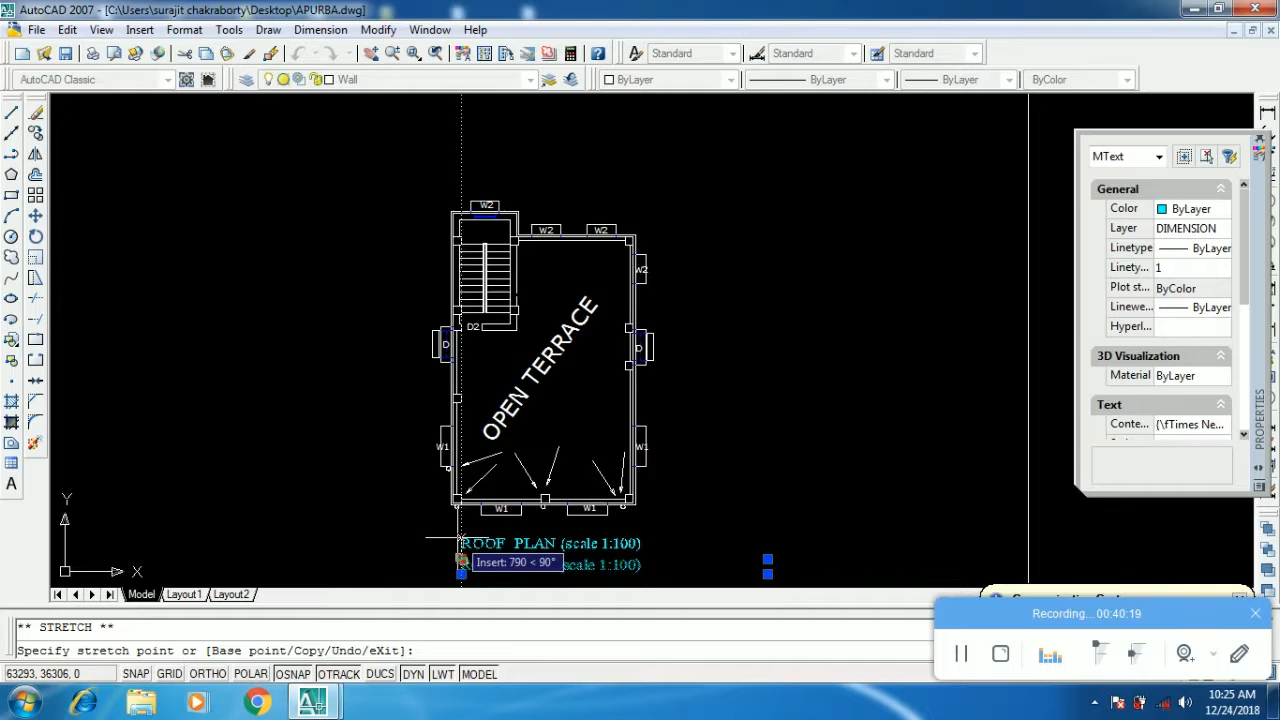 AutoCAD 2007 - [C:\Users\surajit chakraborty\Desktop\APURBA.dwg]
File Edit View Insert Format Tools Draw Dimension Modify Window Help
Standard Standard Standard
AutoCAD Classic Wall ByLayer ByLayer ByLayer ByColor
MText
General
Color ByLayer
Layer DIMENSION
Linetype ByLayer
Linety... 1
Plot st... ByColor
Linewe... ByLayer
Hyperl...
3D Visualization
Material ByLayer
Text
Conte... {\fTimes Ne...
PROPERTIES
W2
W2 W2
W2
D2
D D
OPEN TERRACE
W1 W1
W1 W1
ROOF PLAN (scale 1:100)
Insert: 790 < 90°
scale 1:100)
Y
X
Model Layout1 Layout2
** STRETCH **
Specify stretch point or [Base point/Copy/Undo/eXit]:
Recording... 00:40:19
63293, 36306, 0 SNAP GRID ORTHO POLAR OSNAP OTRACK DUCS DYN LWT MODEL
10:25 AM
12/24/2018